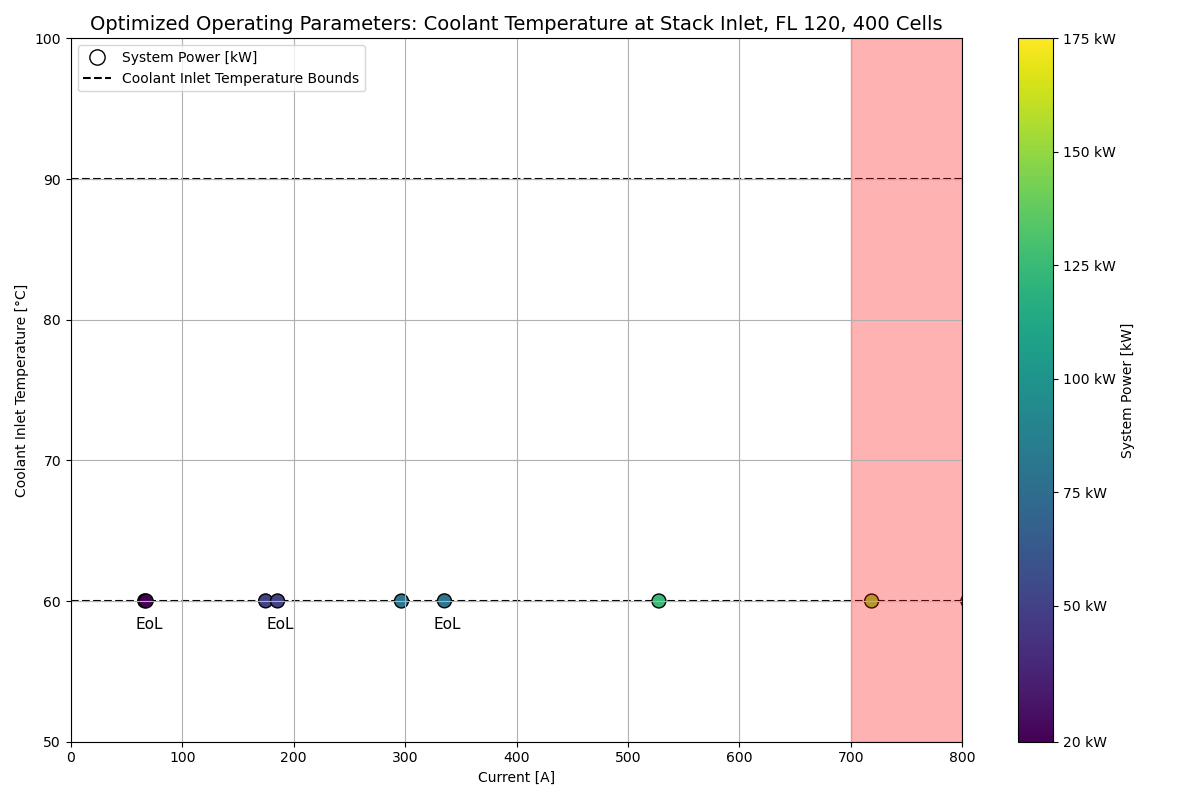 Optimized Operating Parameters: Coolant Temperature at Stack Inlet, FL 120, 400 Cells
System Power [kW]
Coolant Inlet Temperature Bounds
Coolant Inlet Temperature [°C]
100
90
80
70
60
50
EoL
EoL
EoL
0
100
200
300
400
500
600
700
800
Current [A]
175 kW
150 kW
125 kW
100 kW
75 kW
50 kW
20 kW
System Power [kW]